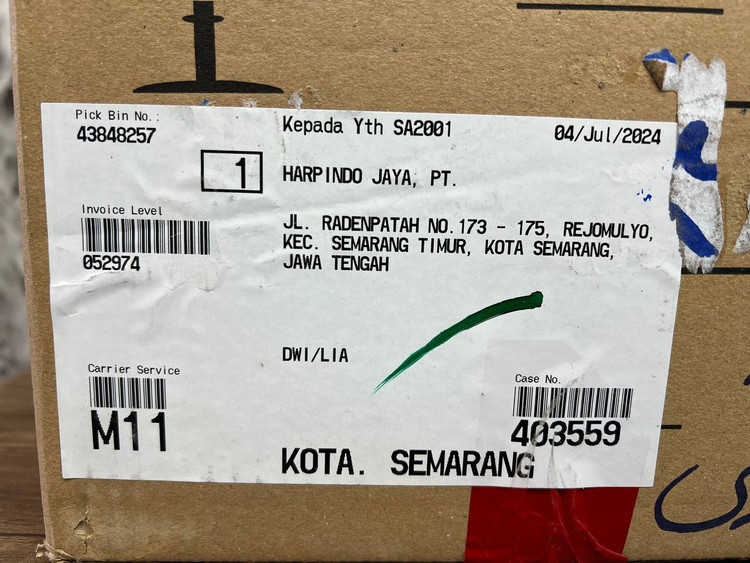 Pick Bin No.:
43848257
Kepada Yth SA2001
04/Jul/2024
1
HARPINDO JAYA, PT.
Invoice Level
052974
JL. RADENPATAH NO.173 - 175, REJOMULYO,
KEC. SEMARANG TIMUR, KOTA SEMARANG,
JAWA TENGAH
DWI/LIA
Carrier Service
M11
Case No.
403559
KOTA. SEMARANG